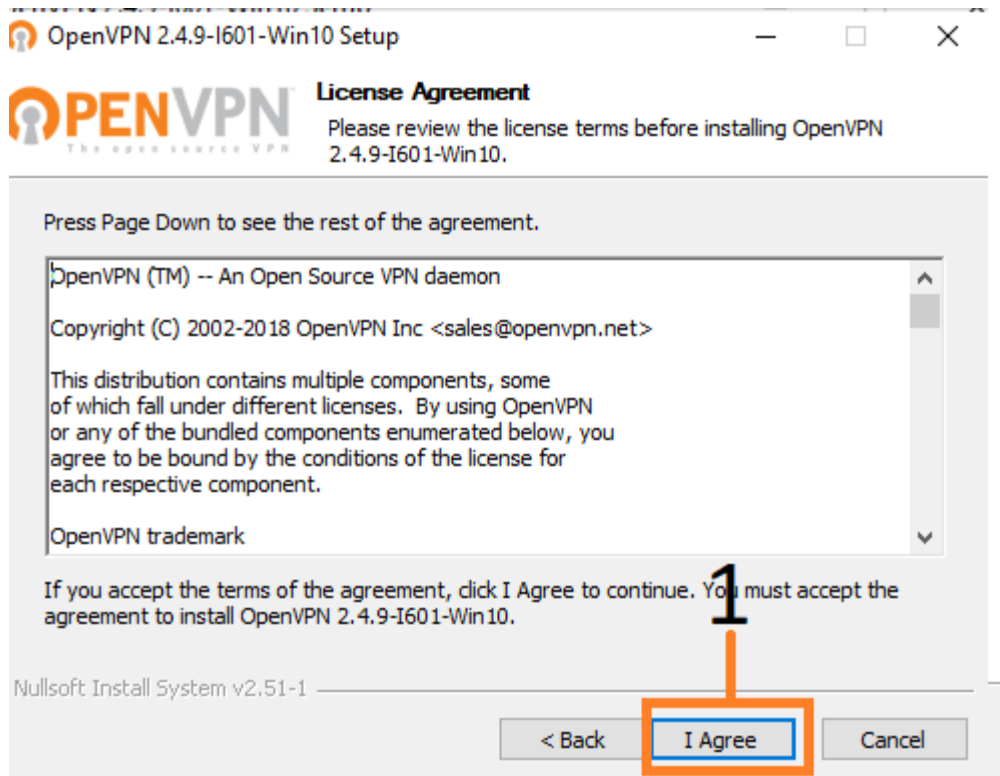 OpenVPN 2.4.9-I601-Win10 Setup
OPENVPN
The open source VPN
License Agreement
Please review the license terms before installing OpenVPN
2.4.9-I601-Win10.
Press Page Down to see the rest of the agreement.
OpenVPN (TM) -- An Open Source VPN daemon
Copyright (C) 2002-2018 OpenVPN Inc <sales@openvpn.net>
This distribution contains multiple components, some
of which fall under different licenses.  By using OpenVPN
or any of the bundled components enumerated below, you
agree to be bound by the conditions of the license for
each respective component.
OpenVPN trademark
If you accept the terms of the agreement, click I Agree to continue. You must accept the
agreement to install OpenVPN 2.4.9-I601-Win10.
1
Nullsoft Install System v2.51-1
< Back
I Agree
Cancel